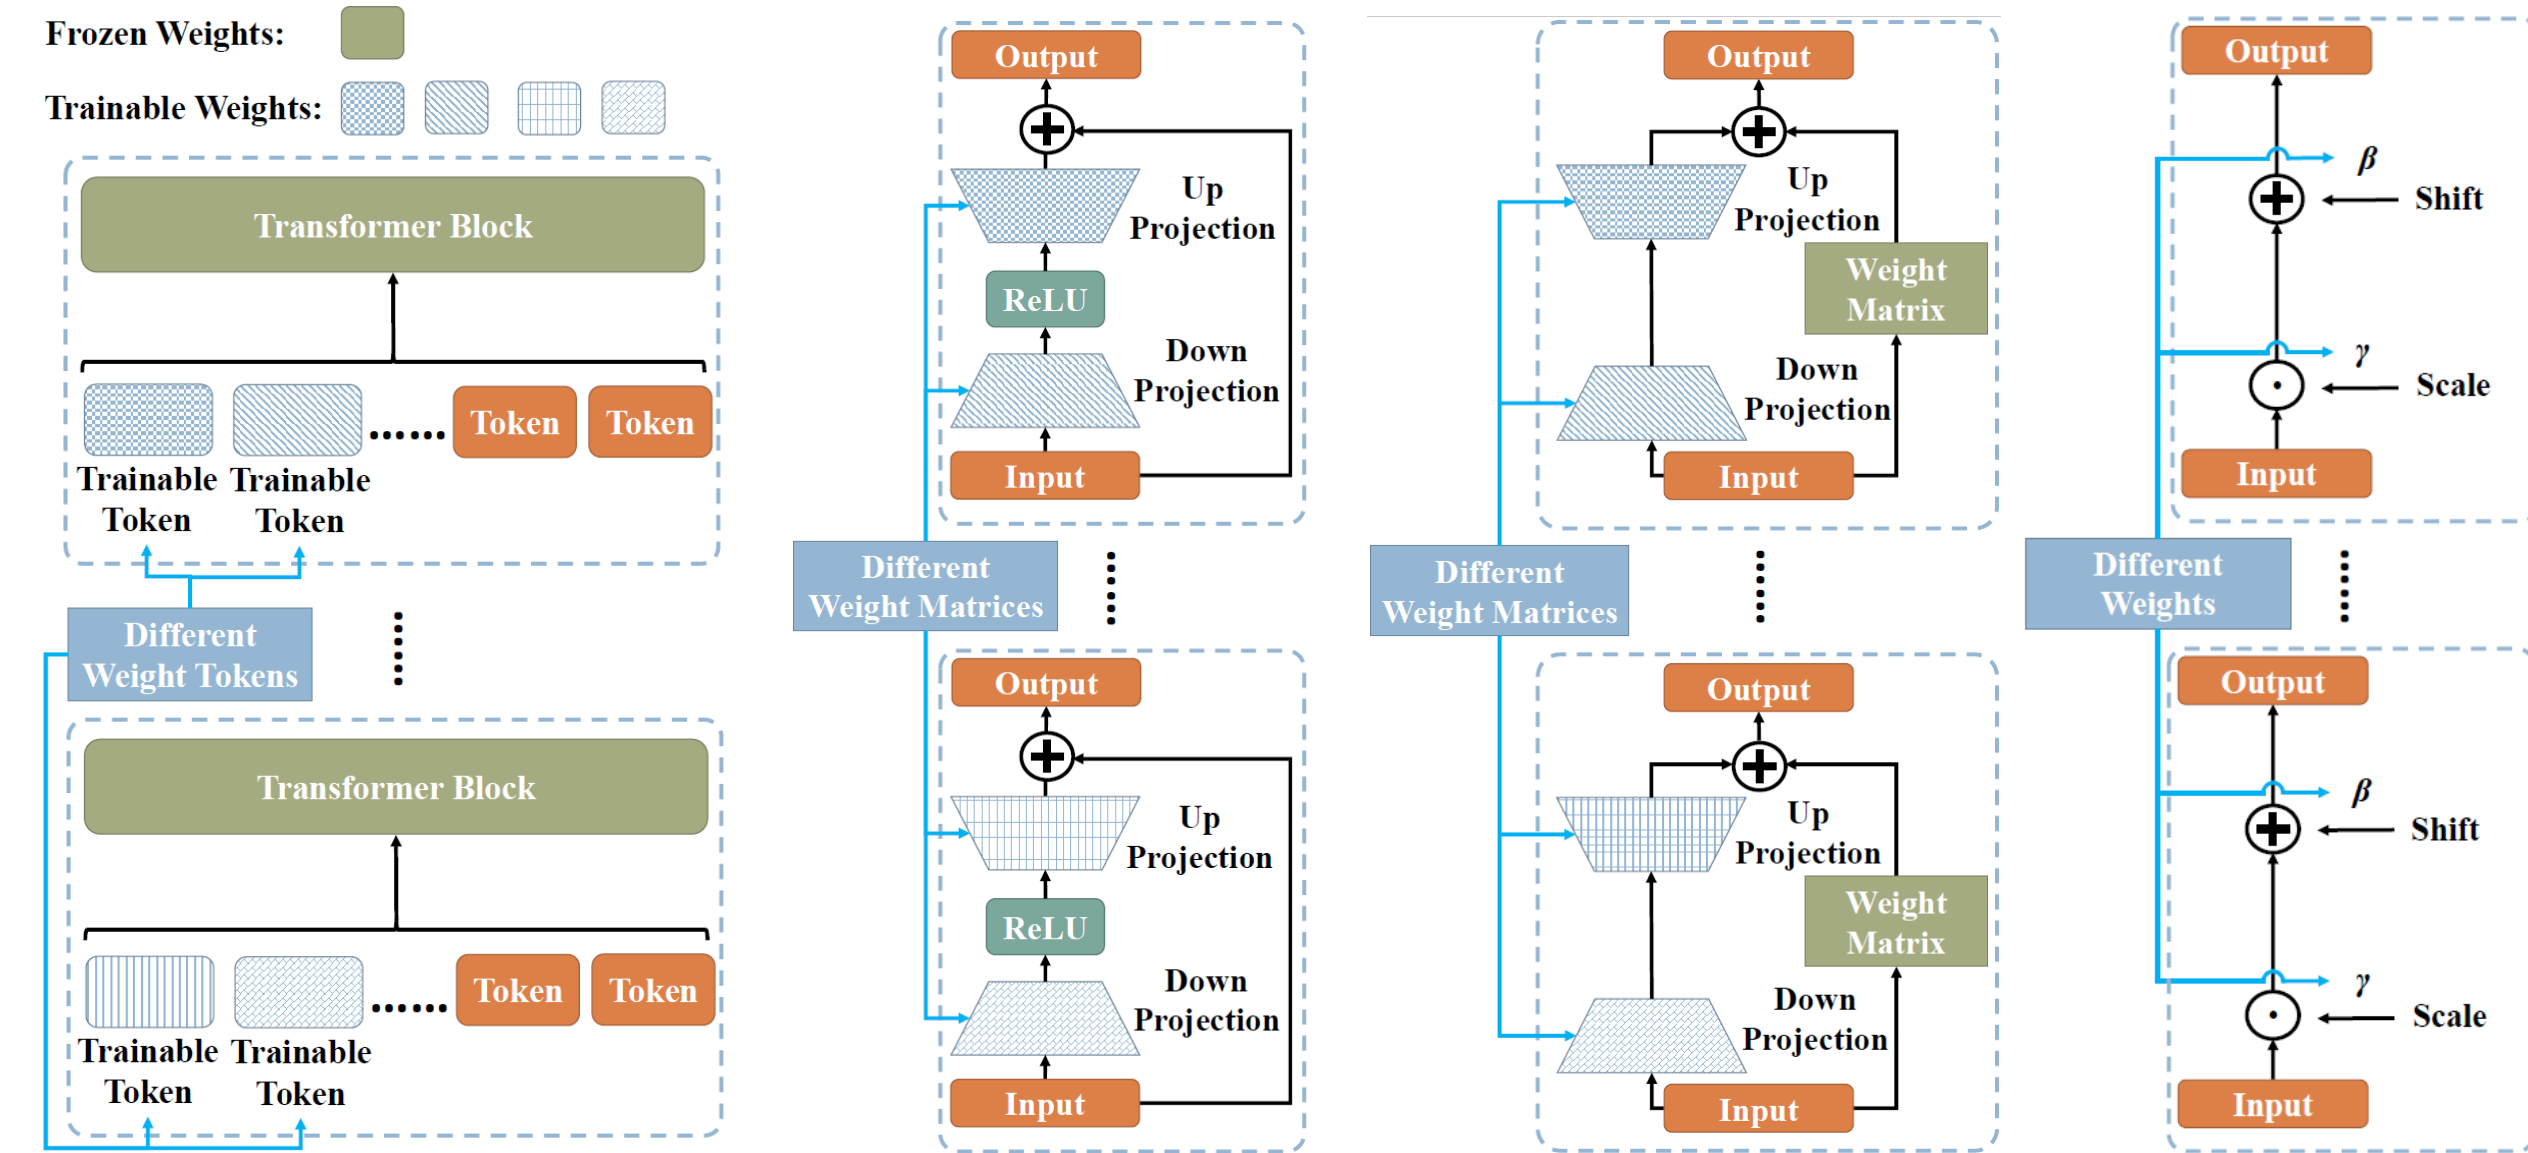 Frozen Weights:
Trainable Weights:
Transformer Block
Token
Token
Trainable
Token
Trainable
Token
Different
Weight Tokens
Transformer Block
Token
Token
Trainable
Token
Trainable
Token
Output
Up
Projection
ReLU
Down
Projection
Input
Different
Weight Matrices
Output
Up
Projection
ReLU
Down
Projection
Input
Output
Up
Projection
Weight
Matrix
Down
Projection
Input
Different
Weight Matrices
Output
Up
Projection
Weight
Matrix
Down
Projection
Input
Output
β
Shift
γ
Scale
Input
Different
Weights
Output
β
Shift
γ
Scale
Input